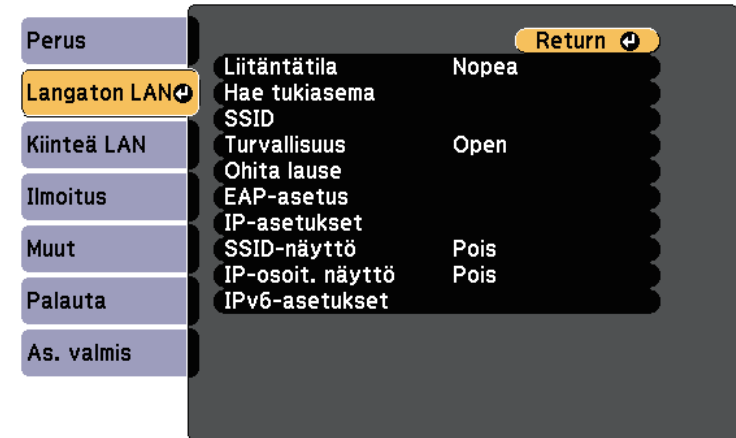 Perus
Langaton LAN
Kiinteä LAN
Ilmoitus
Muut
Palauta
As. valmis
Return
Liitäntätila Nopea
Hae tukiasema
SSID
Turvallisuus Open
Ohita lause
EAP-asetus
IP-asetukset
SSID-näyttö Pois
IP-osoit. näyttö Pois
IPv6-asetukset